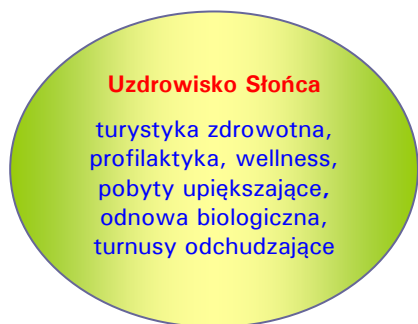 Uzdrowisko Słońca
turystyka zdrowotna,
profilaktyka, wellness,
pobyty upiększające,
odnowa biologiczna,
turnusy odchudzające